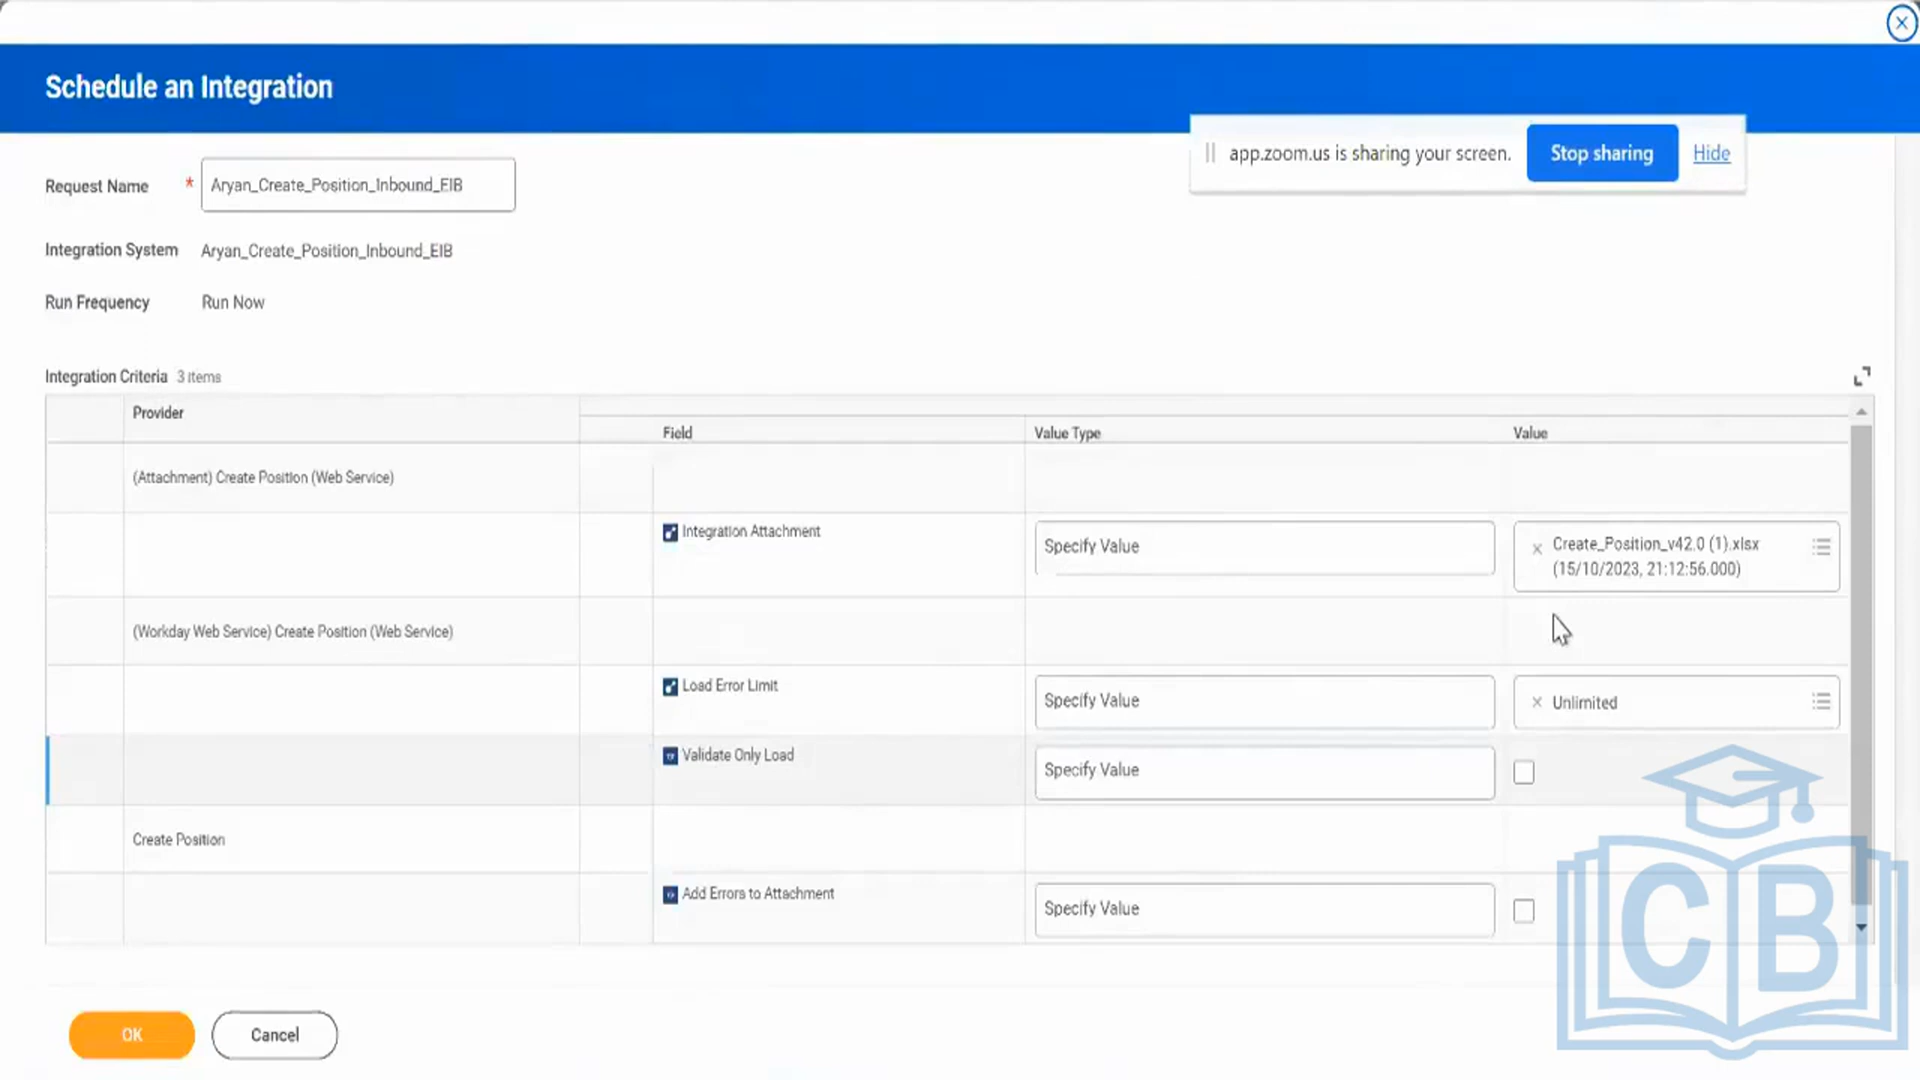 Schedule an Integration
app.zoom.us is sharing your screen. Stop sharing Hide
Request Name * Aryan_Create_Position_Inbound_EIB
Integration System Aryan_Create_Position_Inbound_EIB
Run Frequency Run Now
Integration Criteria 3 items
Provider
Field Value Type Value
(Attachment) Create Position (Web Service)
Integration Attachment Specify Value Create_Position_v42.0 (1).xlsx
(15/10/2023, 21:12:56.000)
(Workday Web Service) Create Position (Web Service)
Load Error Limit Specify Value Unlimited
Validate Only Load Specify Value
Create Position
Add Errors to Attachment Specify Value
OK Cancel
CB